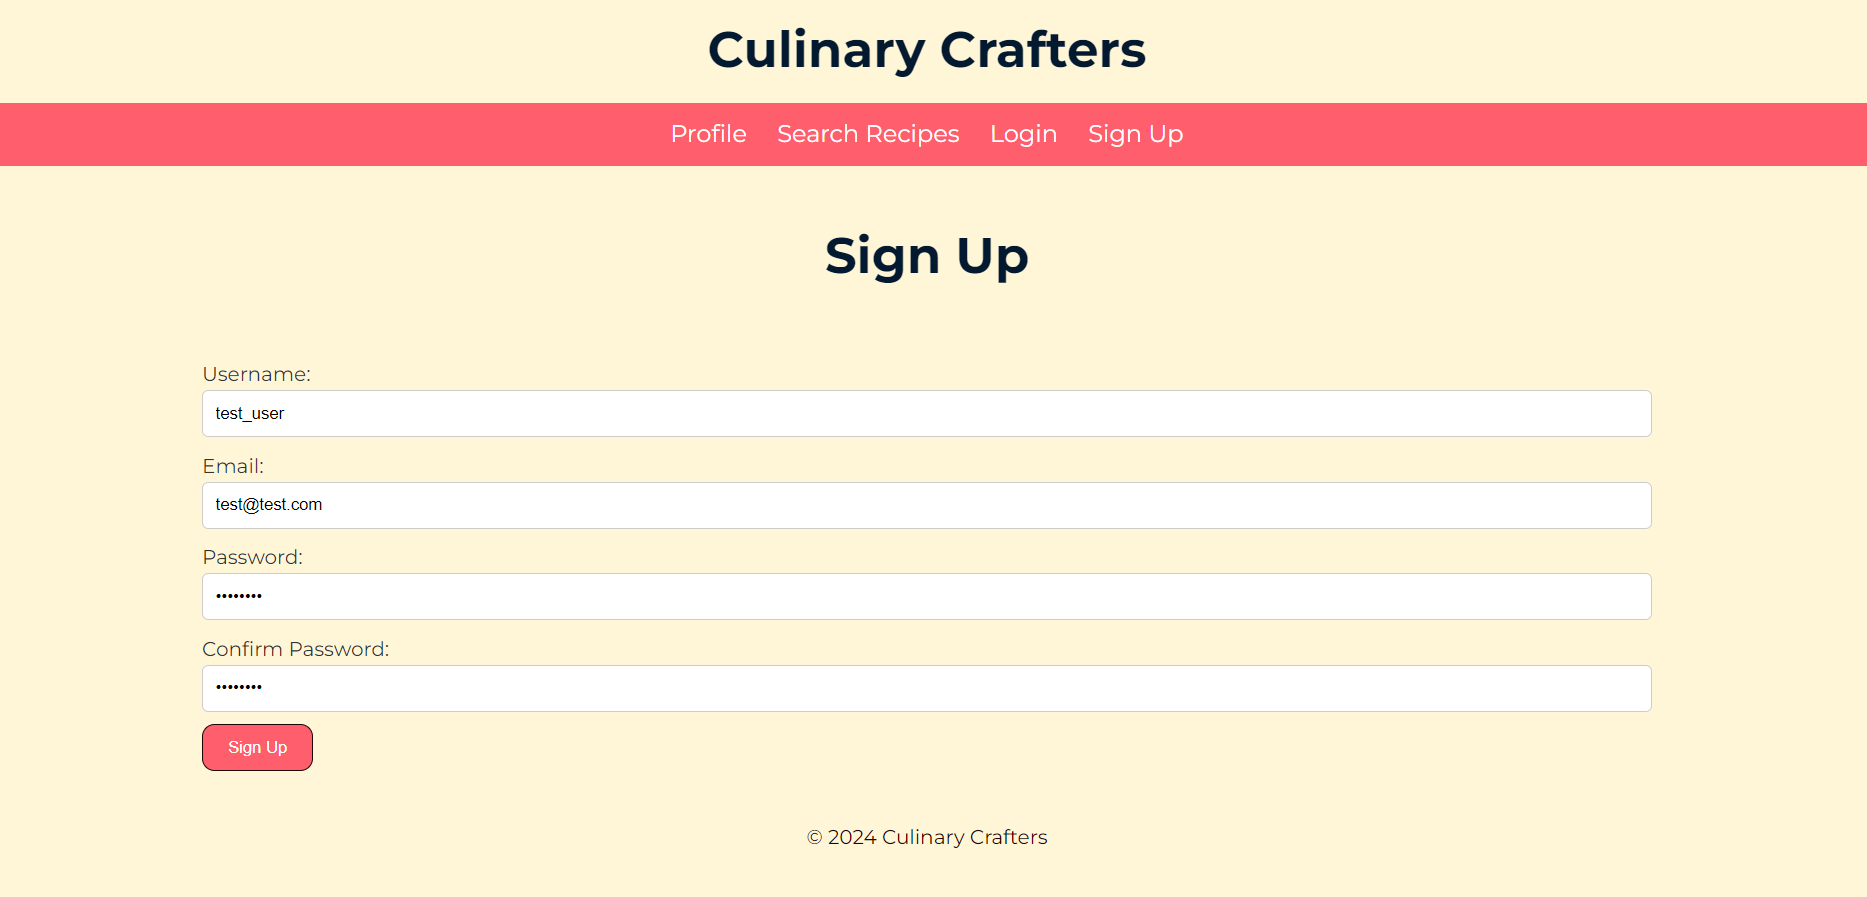 Culinary Crafters
Profile Search Recipes Login Sign Up
Sign Up
Username:
test_user
Email:
test@test.com
Password:
••••••••
Confirm Password:
••••••••
Sign Up
© 2024 Culinary Crafters